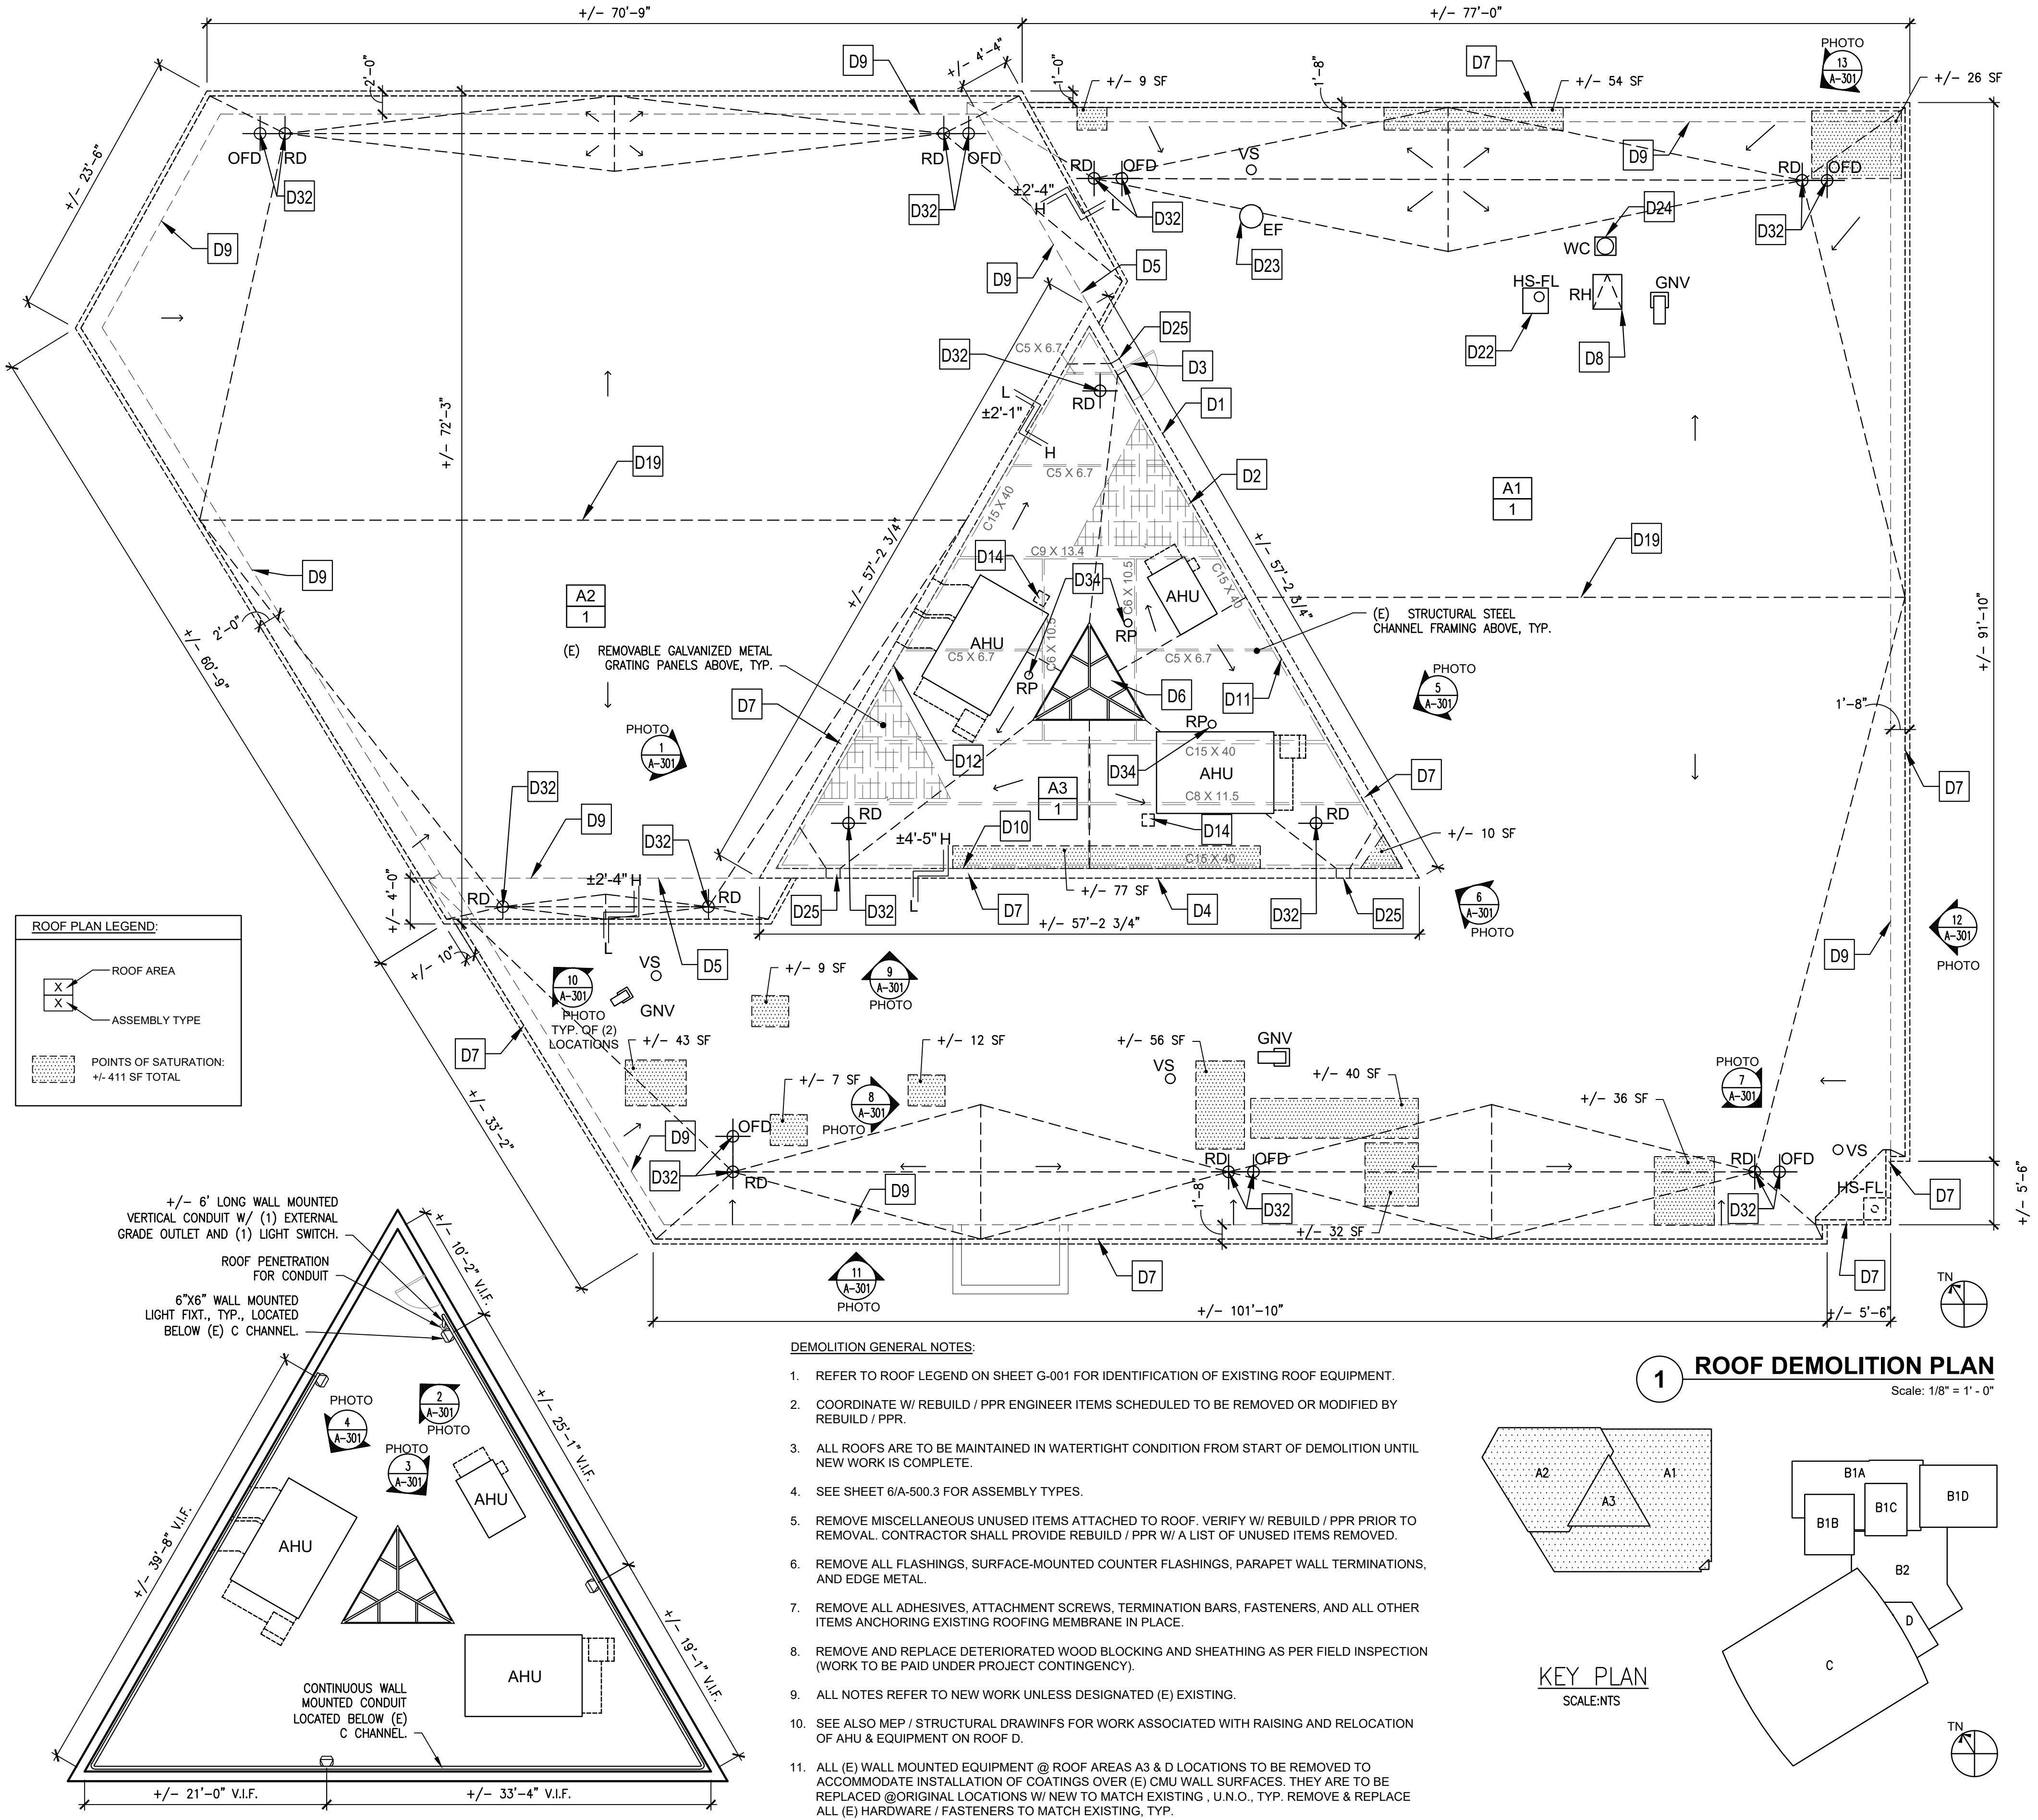 +/- 70'-9"
+/- 77'-0"
PHOTO
13
A-301
D9
+/- 4'-4"
2'-0"
1'-0"
+/- 9 SF
1'-8"
D7
+/- 54 SF
+/- 26 SF
+/- 23'-6"
OFD
RD
D32
RD
OFD
D32
RD
OFD
VS
D9
RD
OFD
±2'-4"
H
L
D32
D24
D32
D9
EF
WC
D23
D9
D5
HS-FL
RH
GNV
D25
D22
D8
D32
C5 X 6.7
D3
RD
L
±2'-1"
H
D1
+/- 72'-3"
D19
C5 X 6.7
D2
C15 X 40
A1
1
+/- 57'-2 3/4"
+/- 57'-2 3/4"
D14
C9 X 13.4
D19
D9
D34
C6 X 10.5
C15 X 40
AHU
A2
1
2'-0"
AHU
RP
C6 X 10.5
(E) STRUCTURAL STEEL
CHANNEL FRAMING ABOVE, TYP.
+/- 91'-10"
+/- 60'-9"
(E) REMOVABLE GALVANIZED METAL
GRATING PANELS ABOVE, TYP.
C5 X 6.7
C5 X 6.7
RP
D6
D11
PHOTO
5
A-301
D7
1'-8"
PHOTO
1
A-301
RP
C15 X 40
D12
D34
AHU
D7
D7
D32
A3
1
C8 X 11.5
RD
RD
D9
D10
D14
D32
±4'-5" H
+/- 10 SF
C15 X 40
+/- 4'-0"
±2'-4" H
+/- 77 SF
RD
RD
L
D25
D32
D7
D4
D32
D25
6
A-301
PHOTO
+/- 57'-2 3/4"
12
A-301
PHOTO
L
D5
+/- 10"
D9
ROOF PLAN LEGEND:
X
X
ROOF AREA
ASSEMBLY TYPE
POINTS OF SATURATION:
+/- 411 SF TOTAL
VS
10
A-301
PHOTO
TYP. OF (2)
LOCATIONS
GNV
+/- 9 SF
9
A-301
PHOTO
D7
+/- 43 SF
+/- 12 SF
+/- 56 SF
GNV
VS
+/- 40 SF
PHOTO
7
A-301
+/- 7 SF
8
A-301
PHOTO
+/- 36 SF
+/- 33'-2"
OFD
D9
VS
D32
RD
RD
OFD
RD
OFD
HS-FL
D7
D9
1'-8"
D32
+/- 32 SF
D32
+/- 5'-6"
D7
D7
11
A-301
PHOTO
TN
+/- 101'-10"
+/- 5'-6"
+/- 6' LONG WALL MOUNTED
VERTICAL CONDUIT W/ (1) EXTERNAL
GRADE OUTLET AND (1) LIGHT SWITCH.
ROOF PENETRATION
FOR CONDUIT
6"X6" WALL MOUNTED
LIGHT FIXT., TYP., LOCATED
BELOW (E) C CHANNEL.
+/- 10'-2" V.I.F.
+/- 25'-1" V.I.F.
+/- 19'-1" V.I.F.
+/- 39'-8" V.I.F.
PHOTO
4
A-301
2
A-301
PHOTO
PHOTO
3
A-301
AHU
AHU
AHU
CONTINUOUS WALL
MOUNTED CONDUIT
LOCATED BELOW (E)
C CHANNEL.
+/- 21'-0" V.I.F.
+/- 33'-4" V.I.F.
DEMOLITION GENERAL NOTES:
1. REFER TO ROOF LEGEND ON SHEET G-001 FOR IDENTIFICATION OF EXISTING ROOF EQUIPMENT.
2. COORDINATE W/ REBUILD / PPR ENGINEER ITEMS SCHEDULED TO BE REMOVED OR MODIFIED BY
REBUILD / PPR.
3. ALL ROOFS ARE TO BE MAINTAINED IN WATERTIGHT CONDITION FROM START OF DEMOLITION UNTIL
NEW WORK IS COMPLETE.
4. SEE SHEET 6/A-500.3 FOR ASSEMBLY TYPES.
5. REMOVE MISCELLANEOUS UNUSED ITEMS ATTACHED TO ROOF. VERIFY W/ REBUILD / PPR PRIOR TO
REMOVAL. CONTRACTOR SHALL PROVIDE REBUILD / PPR W/ A LIST OF UNUSED ITEMS REMOVED.
6. REMOVE ALL FLASHINGS, SURFACE-MOUNTED COUNTER FLASHINGS, PARAPET WALL TERMINATIONS,
AND EDGE METAL.
7. REMOVE ALL ADHESIVES, ATTACHMENT SCREWS, TERMINATION BARS, FASTENERS, AND ALL OTHER
ITEMS ANCHORING EXISTING ROOFING MEMBRANE IN PLACE.
8. REMOVE AND REPLACE DETERIORATED WOOD BLOCKING AND SHEATHING AS PER FIELD INSPECTION
(WORK TO BE PAID UNDER PROJECT CONTINGENCY).
9. ALL NOTES REFER TO NEW WORK UNLESS DESIGNATED (E) EXISTING.
10. SEE ALSO MEP / STRUCTURAL DRAWINFS FOR WORK ASSOCIATED WITH RAISING AND RELOCATION
OF AHU & EQUIPMENT ON ROOF D.
11. ALL (E) WALL MOUNTED EQUIPMENT @ ROOF AREAS A3 & D LOCATIONS TO BE REMOVED TO
ACCOMMODATE INSTALLATION OF COATINGS OVER (E) CMU WALL SURFACES. THEY ARE TO BE
REPLACED @ORIGINAL LOCATIONS W/ NEW TO MATCH EXISTING , U.N.O., TYP. REMOVE & REPLACE
ALL (E) HARDWARE / FASTENERS TO MATCH EXISTING, TYP.
1 ROOF DEMOLITION PLAN
Scale: 1/8" = 1' - 0"
A2
A1
A3
B1A
B1D
B1C
B1B
B2
D
C
KEY PLAN
SCALE:NTS
TN